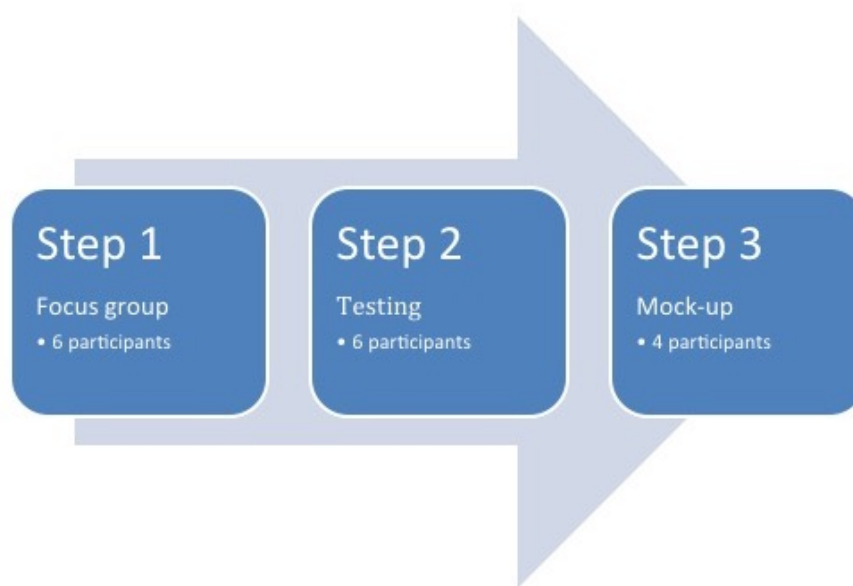 Step 1
Focus group
• 6 participants
Step 2
Testing
• 6 participants
Step 3
Mock-up
• 4 participants